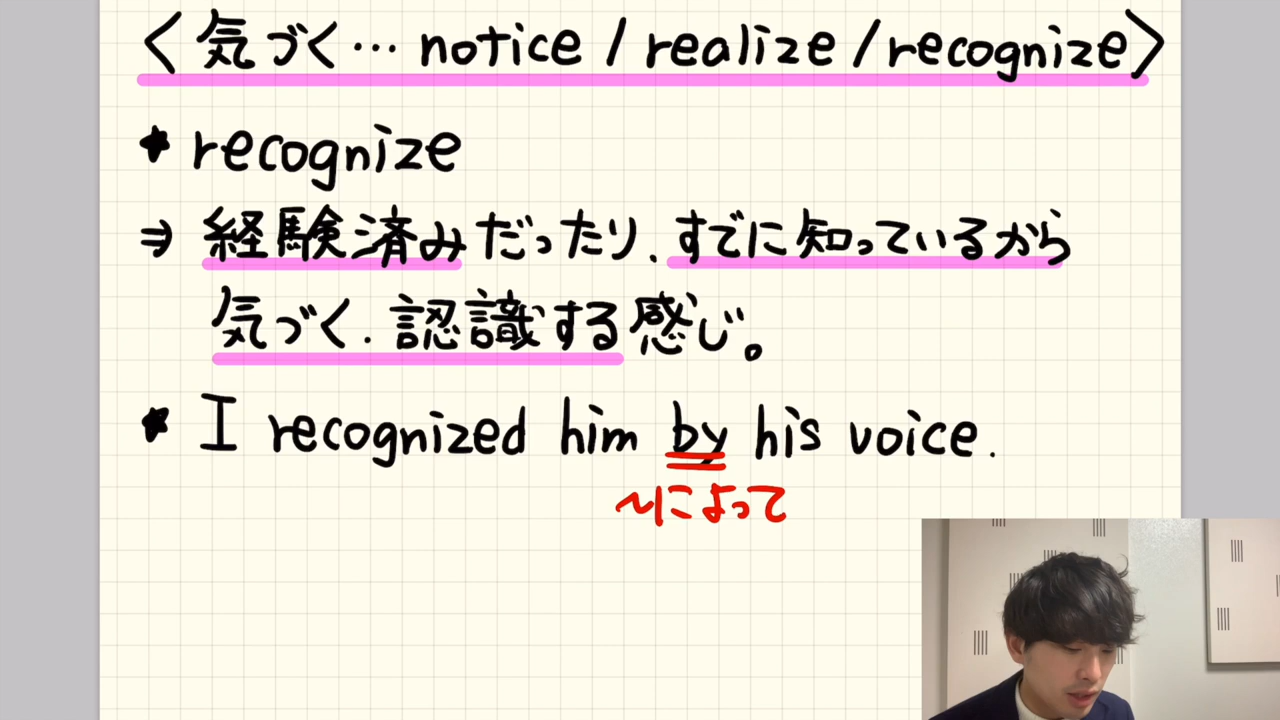 〈気づく… notice / realize / recognize〉
★ recognize
⇒ 経験済みだったり、すでに知っているから
気づく、認識する感じ。
★ I recognized him by his voice.
〜によって